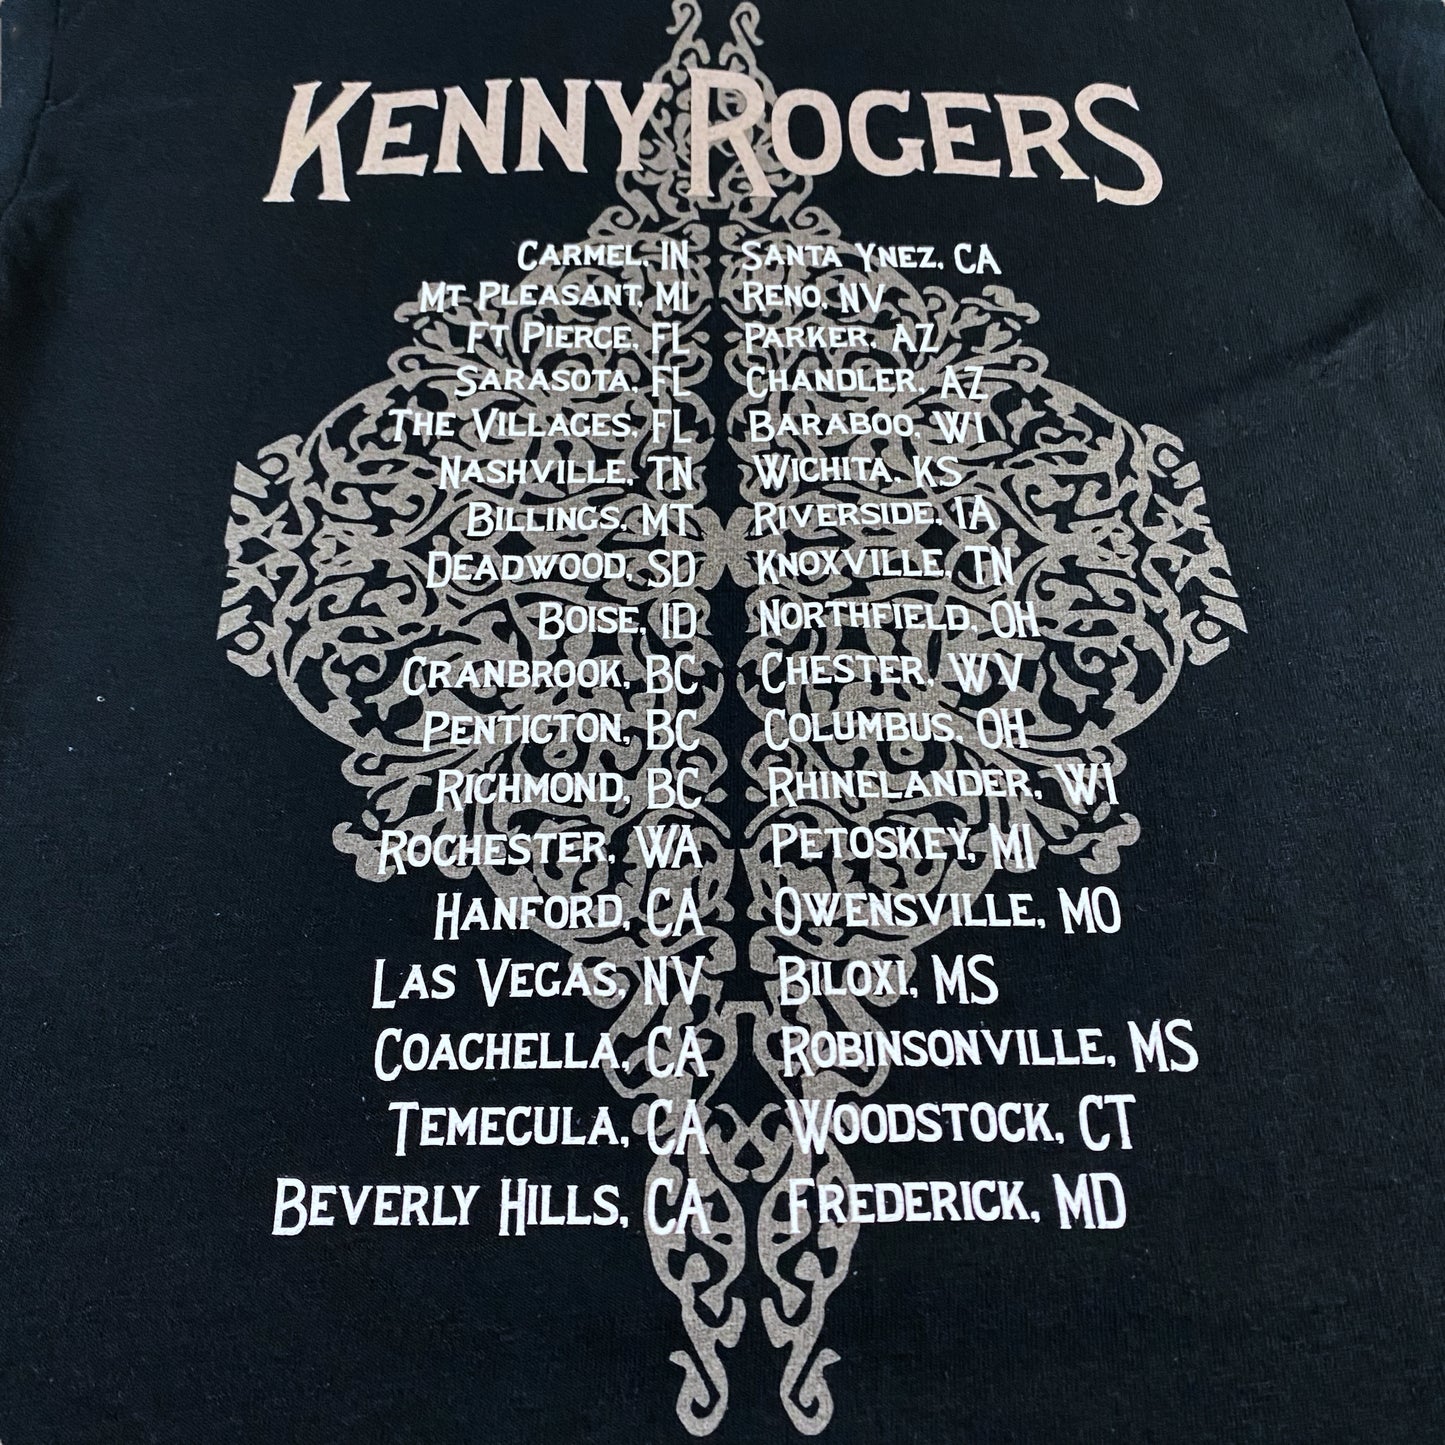 KENNY ROGERS
CARMEL, IN
MT PLEASANT, MI
FT PIERCE, FL
SARASOTA, FL
THE VILLAGES, FL
NASHVILLE, TN
BILLINGS, MT
DEADWOOD, SD
BOISE, ID
CRANBROOK, BC
PENTICTON, BC
RICHMOND, BC
ROCHESTER, WA
HANFORD, CA
LAS VEGAS, NV
COACHELLA, CA
TEMECULA, CA
BEVERLY HILLS, CA
SANTA YNEZ, CA
RENO, NV
PARKER, AZ
CHANDLER, AZ
BARABOO, WI
WICHITA, KS
RIVERSIDE, IA
KNOXVILLE, TN
NORTHFIELD, OH
CHESTER, WV
COLUMBUS, OH
RHINELANDER, WI
PETOSKEY, MI
OWENSVILLE, MO
BILOXI, MS
ROBINSONVILLE, MS
WOODSTOCK, CT
FREDERICK, MD